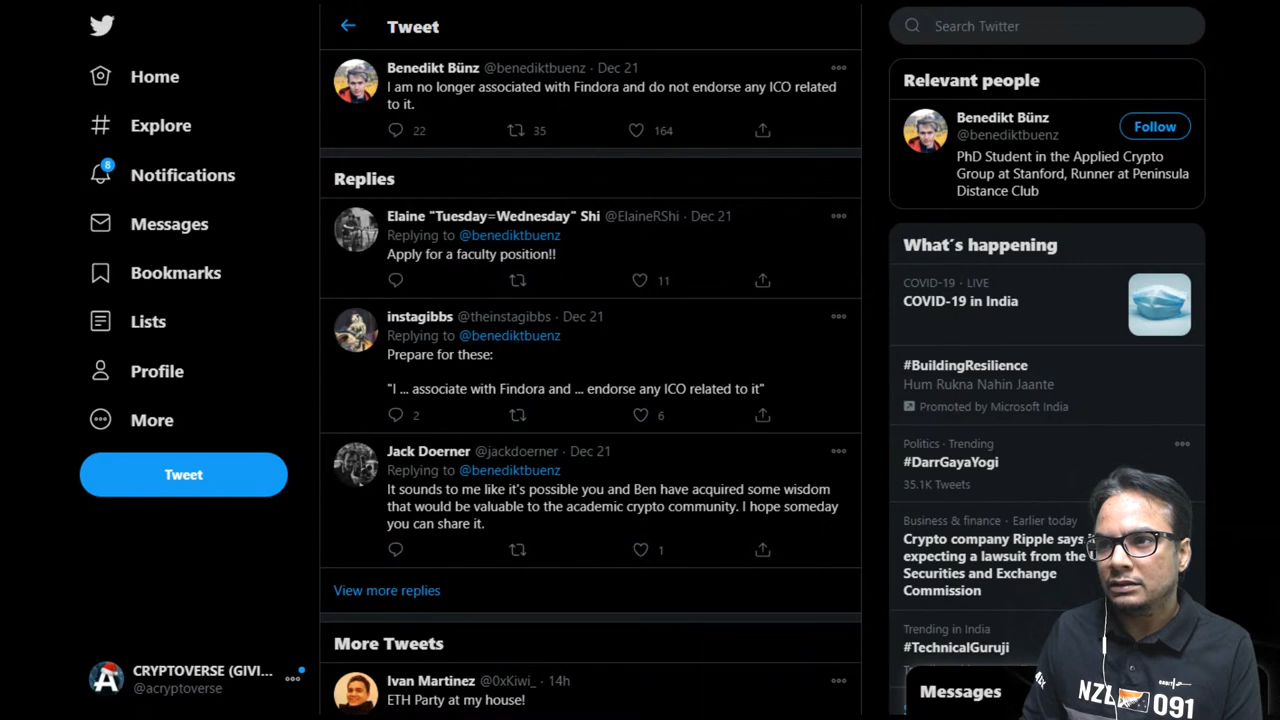 Home
Explore
8
Notifications
Messages
Bookmarks
Lists
Profile
More
Tweet
CRYPTOVERSE (GIVI...
@acryptoverse
Tweet
Benedikt Bünz @benediktbuenz · Dec 21
I am no longer associated with Findora and do not endorse any ICO related
to it.
22 35 164
Replies
Elaine "Tuesday=Wednesday" Shi @ElaineRShi · Dec 21
Replying to @benediktbuenz
Apply for a faculty position!!
11
instagibbs @theinstagibbs · Dec 21
Replying to @benediktbuenz
Prepare for these:
"I ... associate with Findora and ... endorse any ICO related to it"
2 6
Jack Doerner @jackdoerner · Dec 21
Replying to @benediktbuenz
It sounds to me like it's possible you and Ben have acquired some wisdom
that would be valuable to the academic crypto community. I hope someday
you can share it.
1
View more replies
More Tweets
Ivan Martinez @0xKiwi_ · 14h
ETH Party at my house!
Search Twitter
Relevant people
Benedikt Bünz
@benediktbuenz
Follow
PhD Student in the Applied Crypto
Group at Stanford, Runner at Peninsula
Distance Club
What´s happening
COVID-19 · LIVE
COVID-19 in India
#BuildingResilience
Hum Rukna Nahin Jaante
Promoted by Microsoft India
Politics · Trending
#DarrGayaYogi
35.1K Tweets
Business & finance · Earlier today
Crypto company Ripple says
expecting a lawsuit from the
Securities and Exchange
Commission
Trending in India
#TechnicalGuruji
Messages
NZL 091